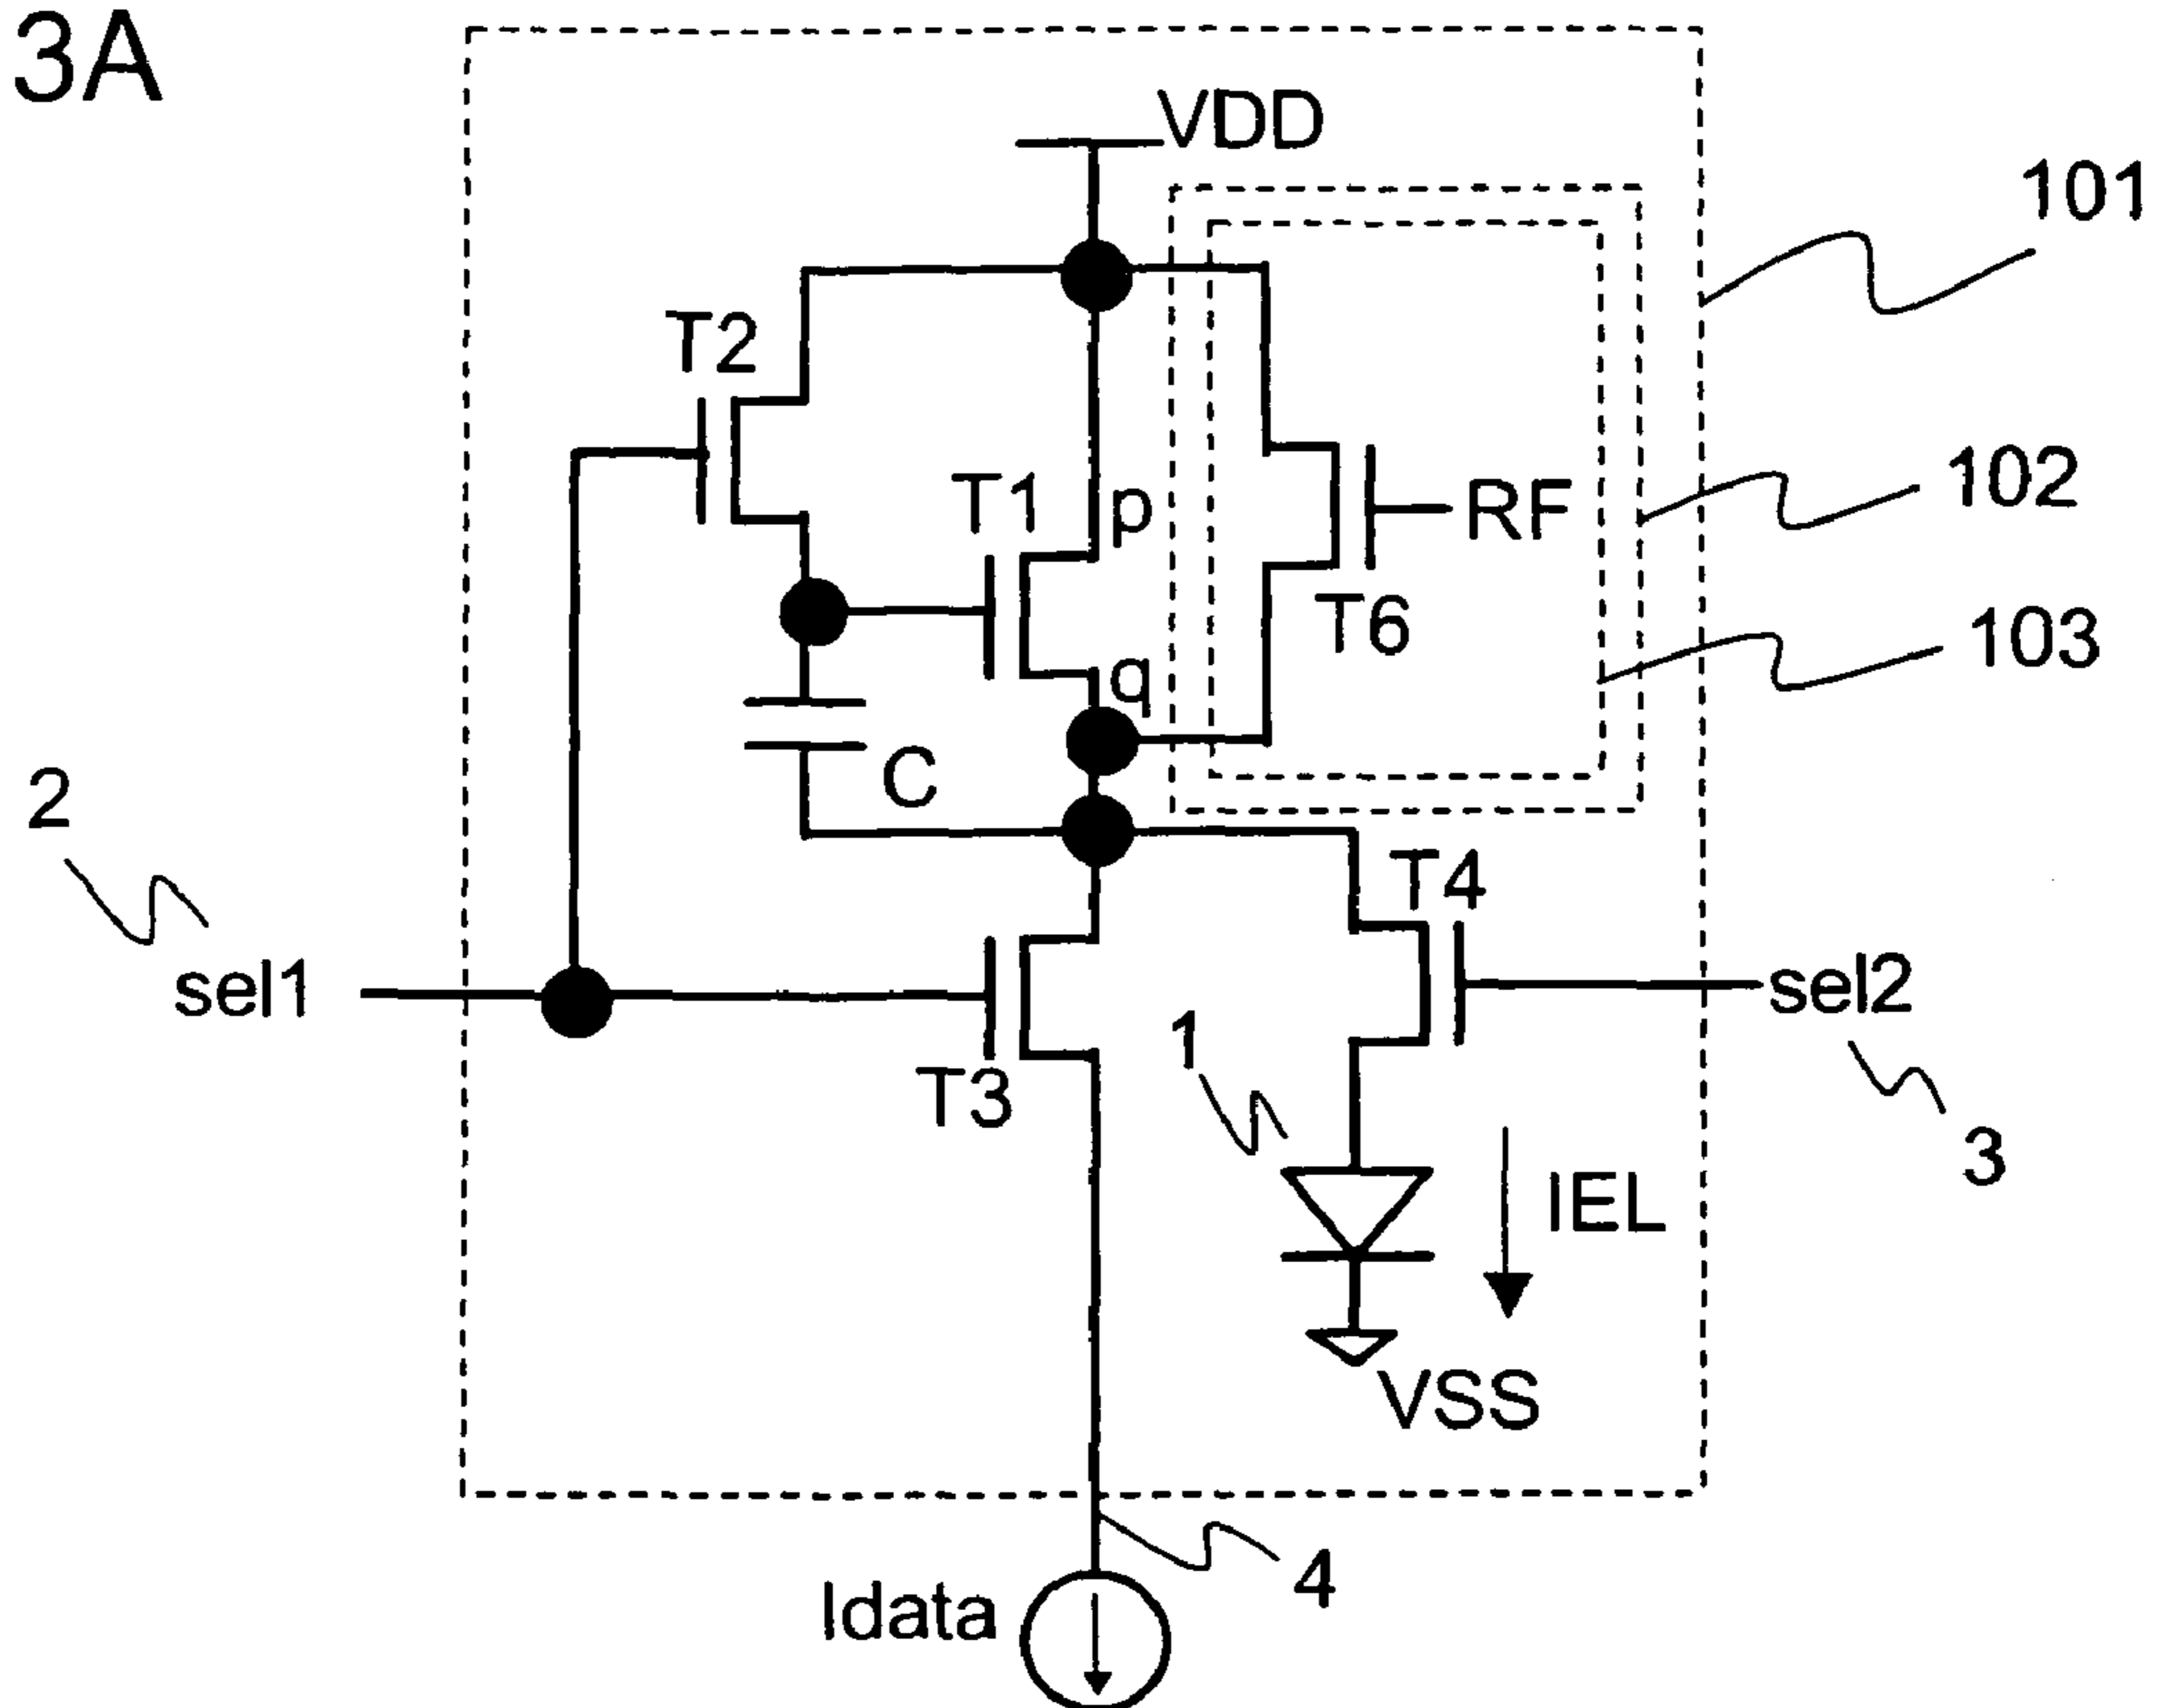 3A
VDD
101
T2
T1
p
RF
102
T6
q
103
C
2
T4
sel1
sel2
1
T3
3
IEL
VSS
4
Idata